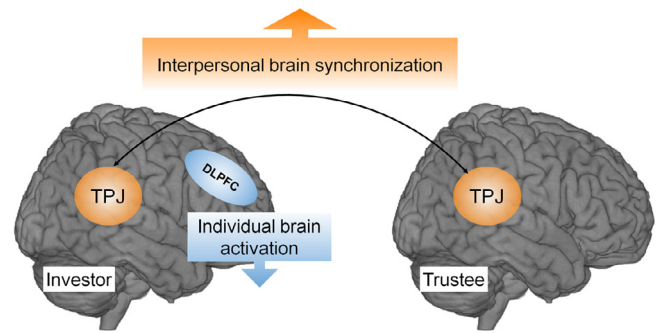 Interpersonal brain synchronization
TPJ
DLPFC
TPJ
Individual brain
activation
Investor
Trustee